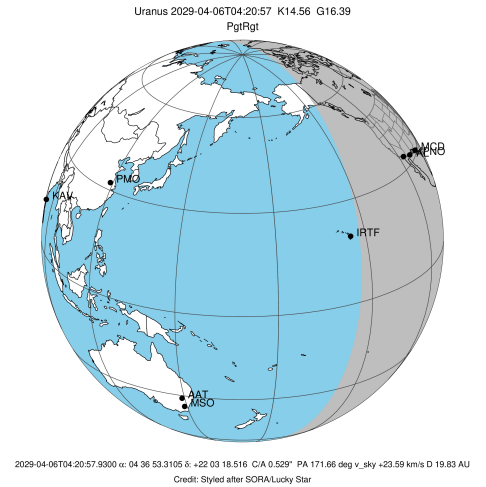 Uranus 2029-04-06T04:20:57 K14.56 G16.39
PgtRgt
MCD
KPNO
PMO
KAV
IRTF
AAT
MSO
2029-04-06T04:20:57.9300 α: 04 36 53.3105 δ: +22 03 18.516 C/A 0.529" PA 171.66 deg v_sky +23.59 km/s D 19.83 AU
Credit: Styled after SORA/Lucky Star